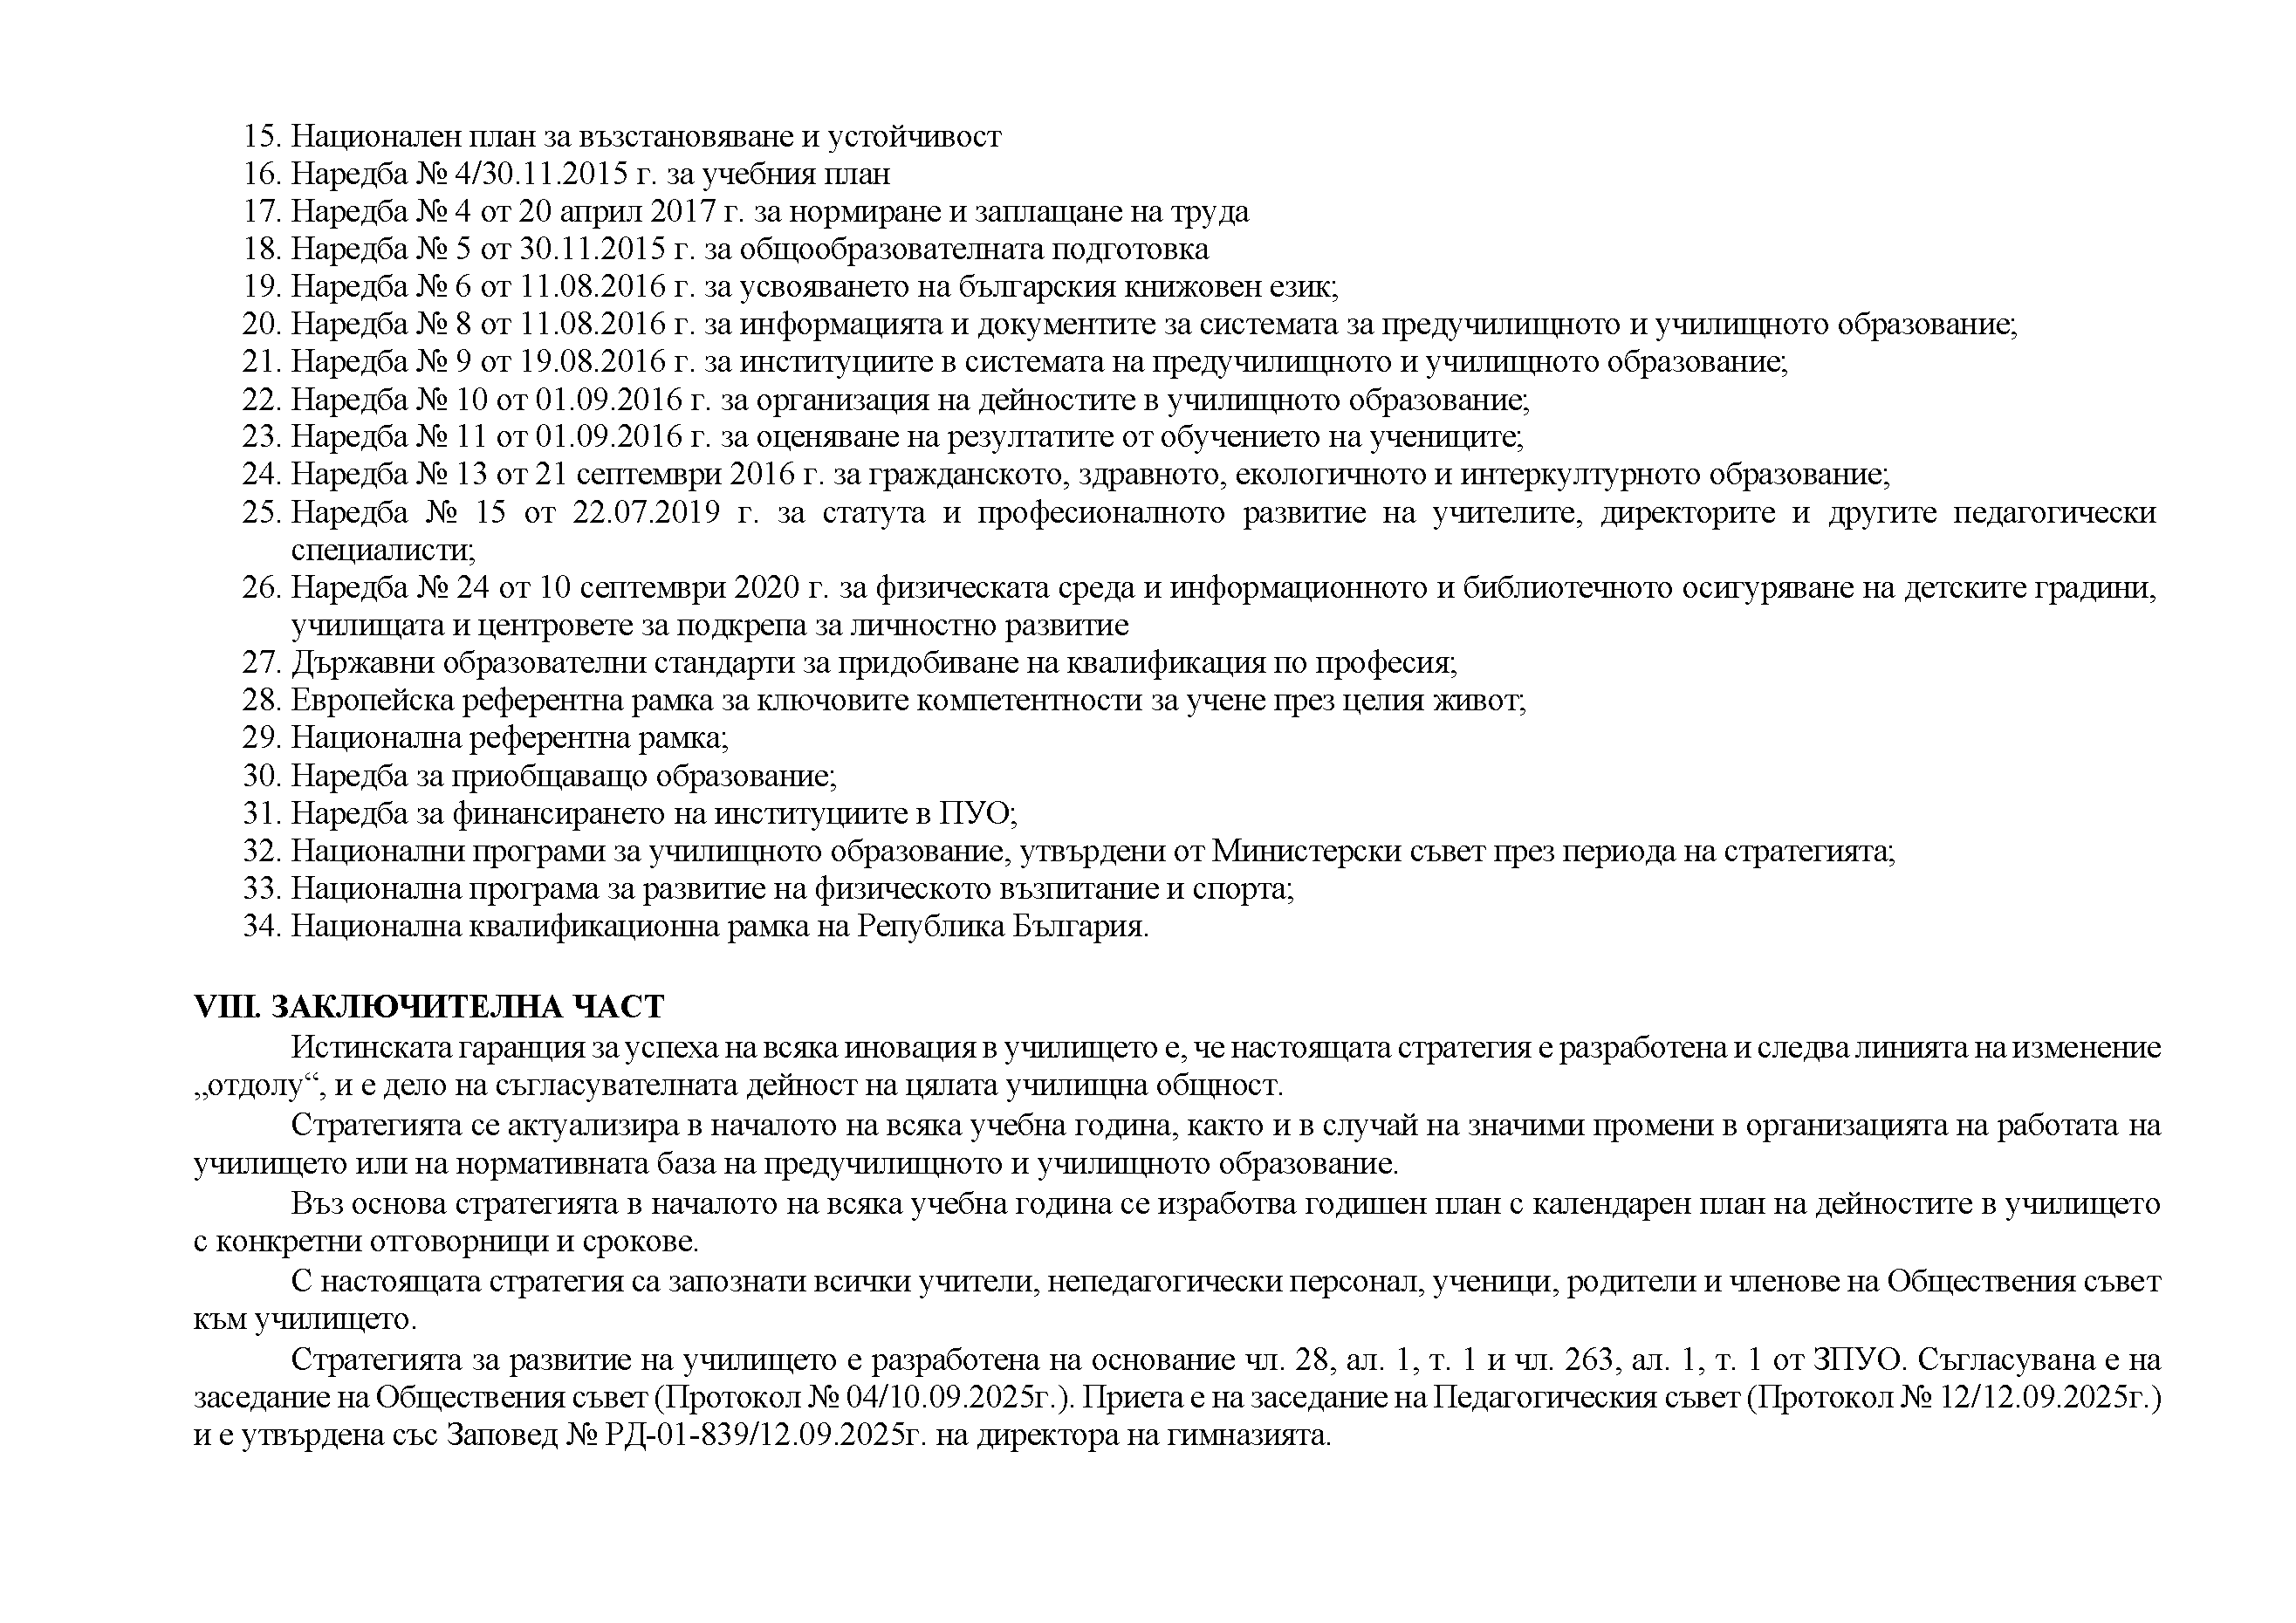 15. Национален план за възстановяване и устойчивост
16. Наредба № 4/30.11.2015 г. за учебния план
17. Наредба № 4 от 20 април 2017 г. за нормиране и заплащане на труда
18. Наредба № 5 от 30.11.2015 г. за общообразователната подготовка
19. Наредба № 6 от 11.08.2016 г. за усвояването на българския книжовен език;
20. Наредба № 8 от 11.08.2016 г. за информацията и документите за системата за предучилищното и училищното образование;
21. Наредба № 9 от 19.08.2016 г. за институциите в системата на предучилищното и училищното образование;
22. Наредба № 10 от 01.09.2016 г. за организация на дейностите в училищното образование;
23. Наредба № 11 от 01.09.2016 г. за оценяване на резултатите от обучението на учениците;
24. Наредба № 13 от 21 септември 2016 г. за гражданското, здравното, екологичното и интеркултурното образование;
25. Наредба № 15 от 22.07.2019 г. за статута и професионалното развитие на учителите, директорите и другите педагогически
специалисти;
26. Наредба № 24 от 10 септември 2020 г. за физическата среда и информационното и библиотечното осигуряване на детските градини,
училищата и центровете за подкрепа за личностно развитие
27. Държавни образователни стандарти за придобиване на квалификация по професия;
28. Европейска референтна рамка за ключовите компетентности за учене през целия живот;
29. Национална референтна рамка;
30. Наредба за приобщаващо образование;
31. Наредба за финансирането на институциите в ПУО;
32. Национални програми за училищното образование, утвърдени от Министерски съвет през периода на стратегията;
33. Национална програма за развитие на физическото възпитание и спорта;
34. Национална квалификационна рамка на Република България.
VIII. ЗАКЛЮЧИТЕЛНА ЧАСТ
Истинската гаранция за успеха на всяка иновация в училището е, че настоящата стратегия е разработена и следва линията на изменение
„отдолу“, и е дело на съгласувателната дейност на цялата училищна общност.
Стратегията се актуализира в началото на всяка учебна година, както и в случай на значими промени в организацията на работата на
училището или на нормативната база на предучилищното и училищното образование.
Въз основа стратегията в началото на всяка учебна година се изработва годишен план с календарен план на дейностите в училището
с конкретни отговорници и срокове.
С настоящата стратегия са запознати всички учители, непедагогически персонал, ученици, родители и членове на Обществения съвет
към училището.
Стратегията за развитие на училището е разработена на основание чл. 28, ал. 1, т. 1 и чл. 263, ал. 1, т. 1 от ЗПУО. Съгласувана е на
заседание на Обществения съвет (Протокол № 04/10.09.2025г.). Приета е на заседание на Педагогическия съвет (Протокол № 12/12.09.2025г.)
и е утвърдена със Заповед № РД-01-839/12.09.2025г. на директора на гимназията.